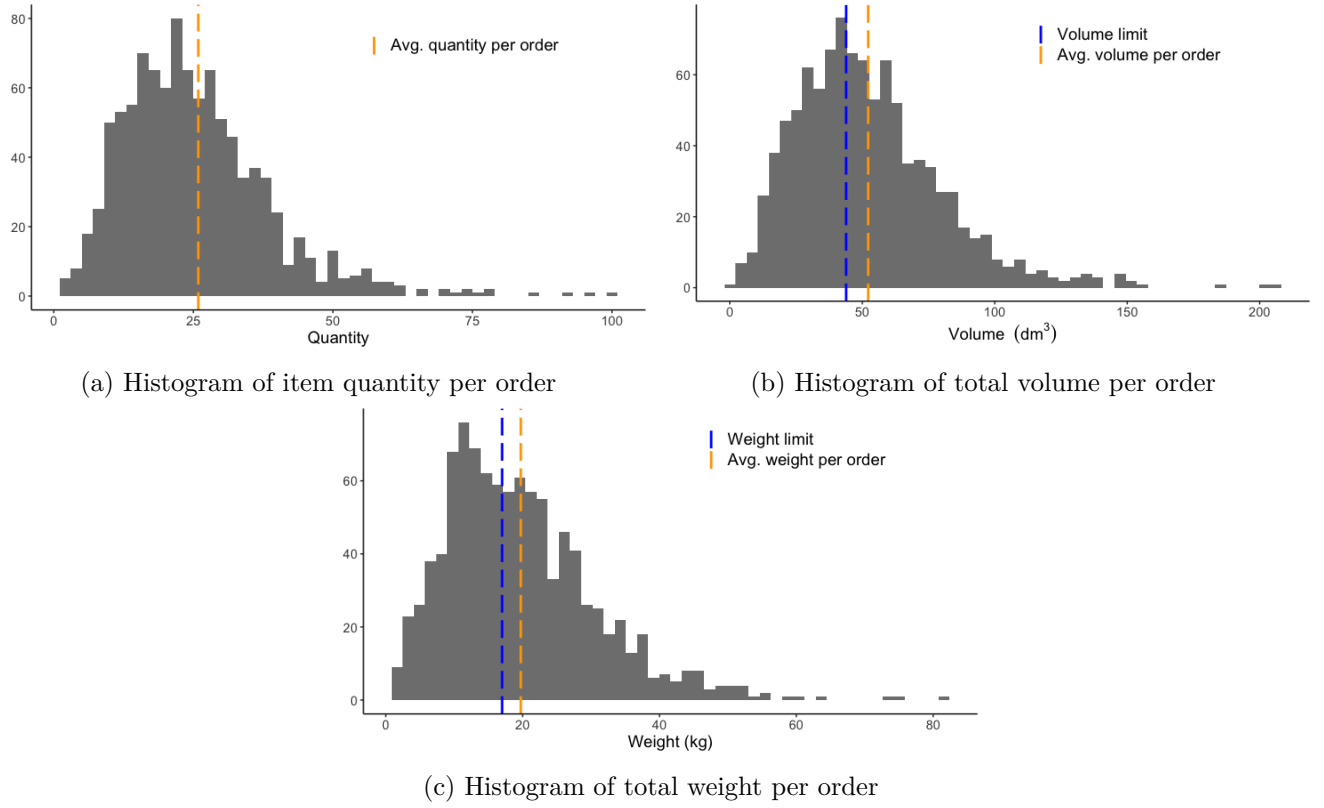 80
60
40
20
0
Avg. quantity per order
0 25 50 75 100
Quantity
(a) Histogram of item quantity per order
60
40
20
0
Volume limit
Avg. volume per order
0 50 100 150 200
Volume (dm³)
(b) Histogram of total volume per order
60
40
20
0
Weight limit
Avg. weight per order
0 20 40 60 80
Weight (kg)
(c) Histogram of total weight per order